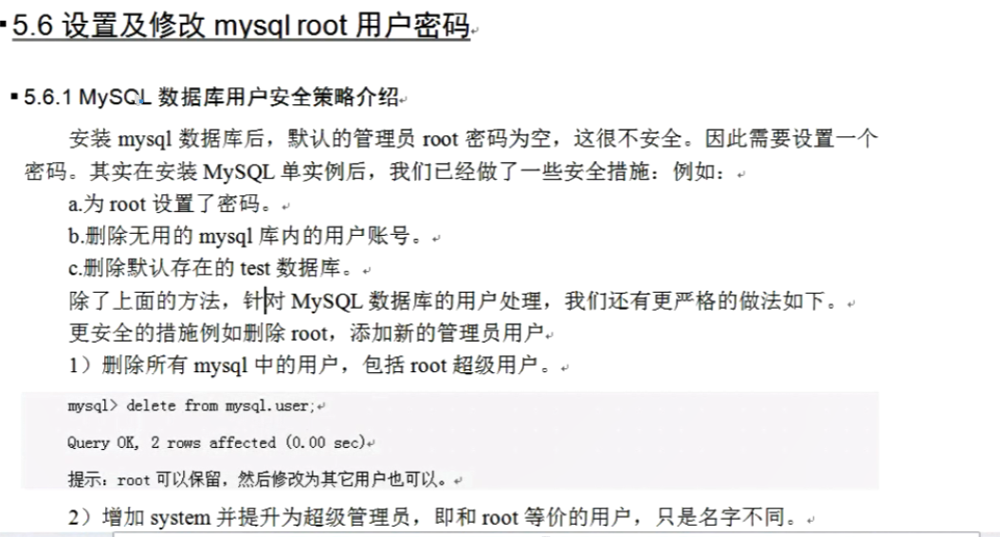 5.6 设置及修改 mysql root 用户密码
5.6.1 MySQL 数据库用户安全策略介绍
安装 mysql 数据库后，默认的管理员 root 密码为空，这很不安全。因此需要设置一个
密码。其实在安装 MySQL 单实例后，我们已经做了一些安全措施：例如：
a.为 root 设置了密码。
b.删除无用的 mysql 库内的用户账号。
c.删除默认存在的 test 数据库。
除了上面的方法，针对 MySQL 数据库的用户处理，我们还有更严格的做法如下。
更安全的措施例如删除 root，添加新的管理员用户
1）删除所有 mysql 中的用户，包括 root 超级用户。
mysql> delete from mysql.user;
Query OK, 2 rows affected (0.00 sec)
提示：root 可以保留，然后修改为其它用户也可以。
2）增加 system 并提升为超级管理员，即和 root 等价的用户，只是名字不同。